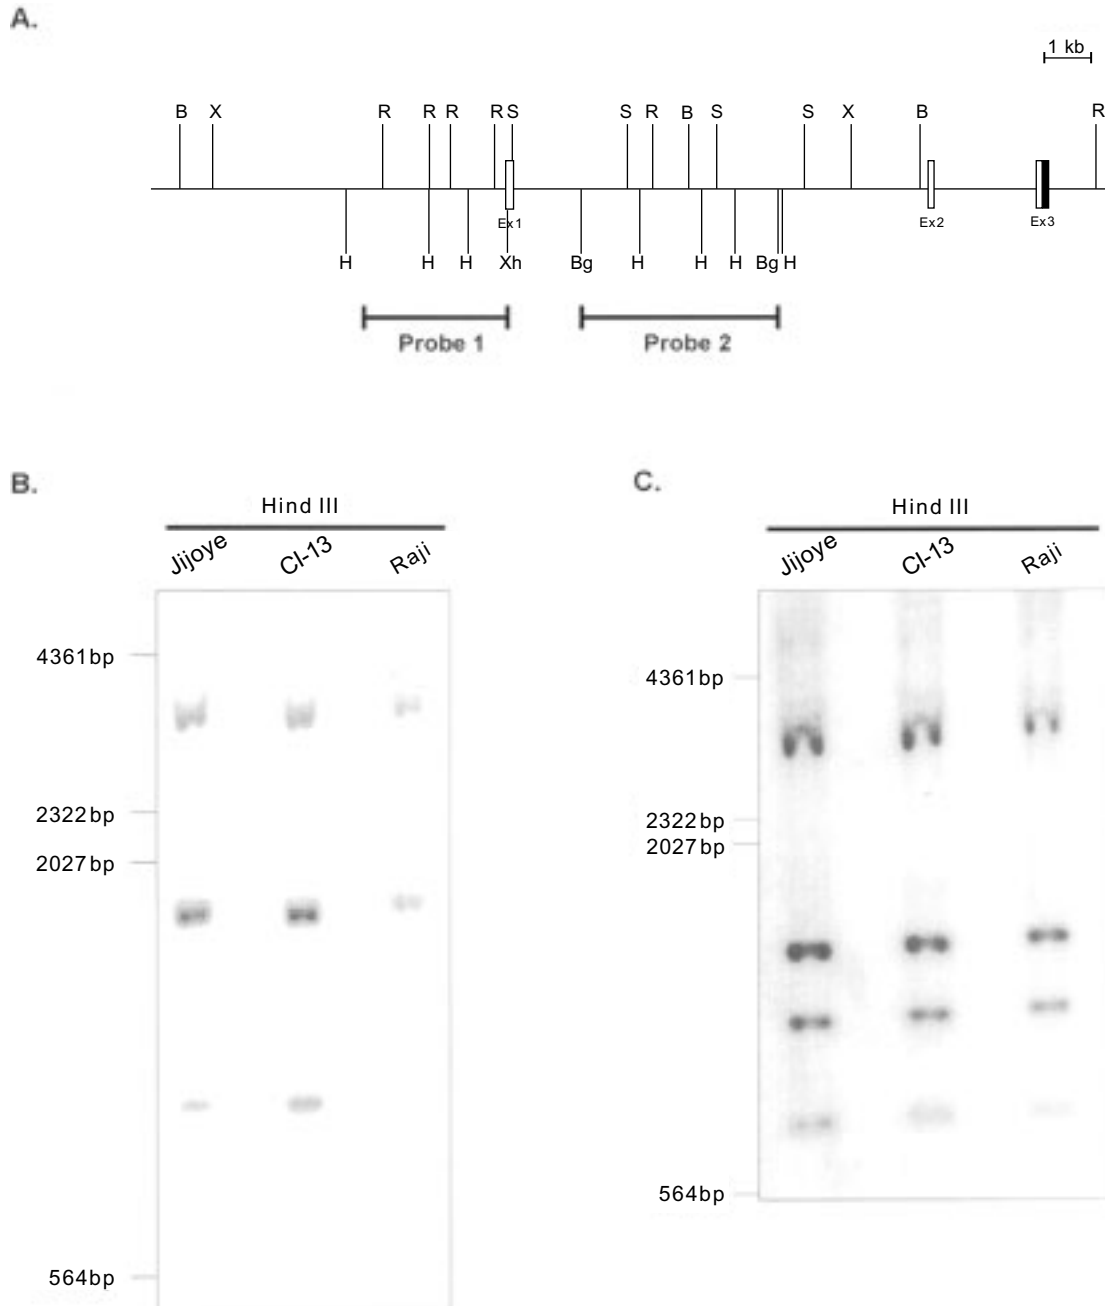 A.
1 kb
B X R R R R S S R B S S X B R
Ex1 Ex2 Ex3
H H H Xh Bg H H H Bg H
Probe 1 Probe 2
B.
Hind III
Jijoye Cl-13 Raji
4361bp
2322bp
2027bp
564bp
C.
Hind III
Jijoye Cl-13 Raji
4361bp
2322bp
2027bp
564bp